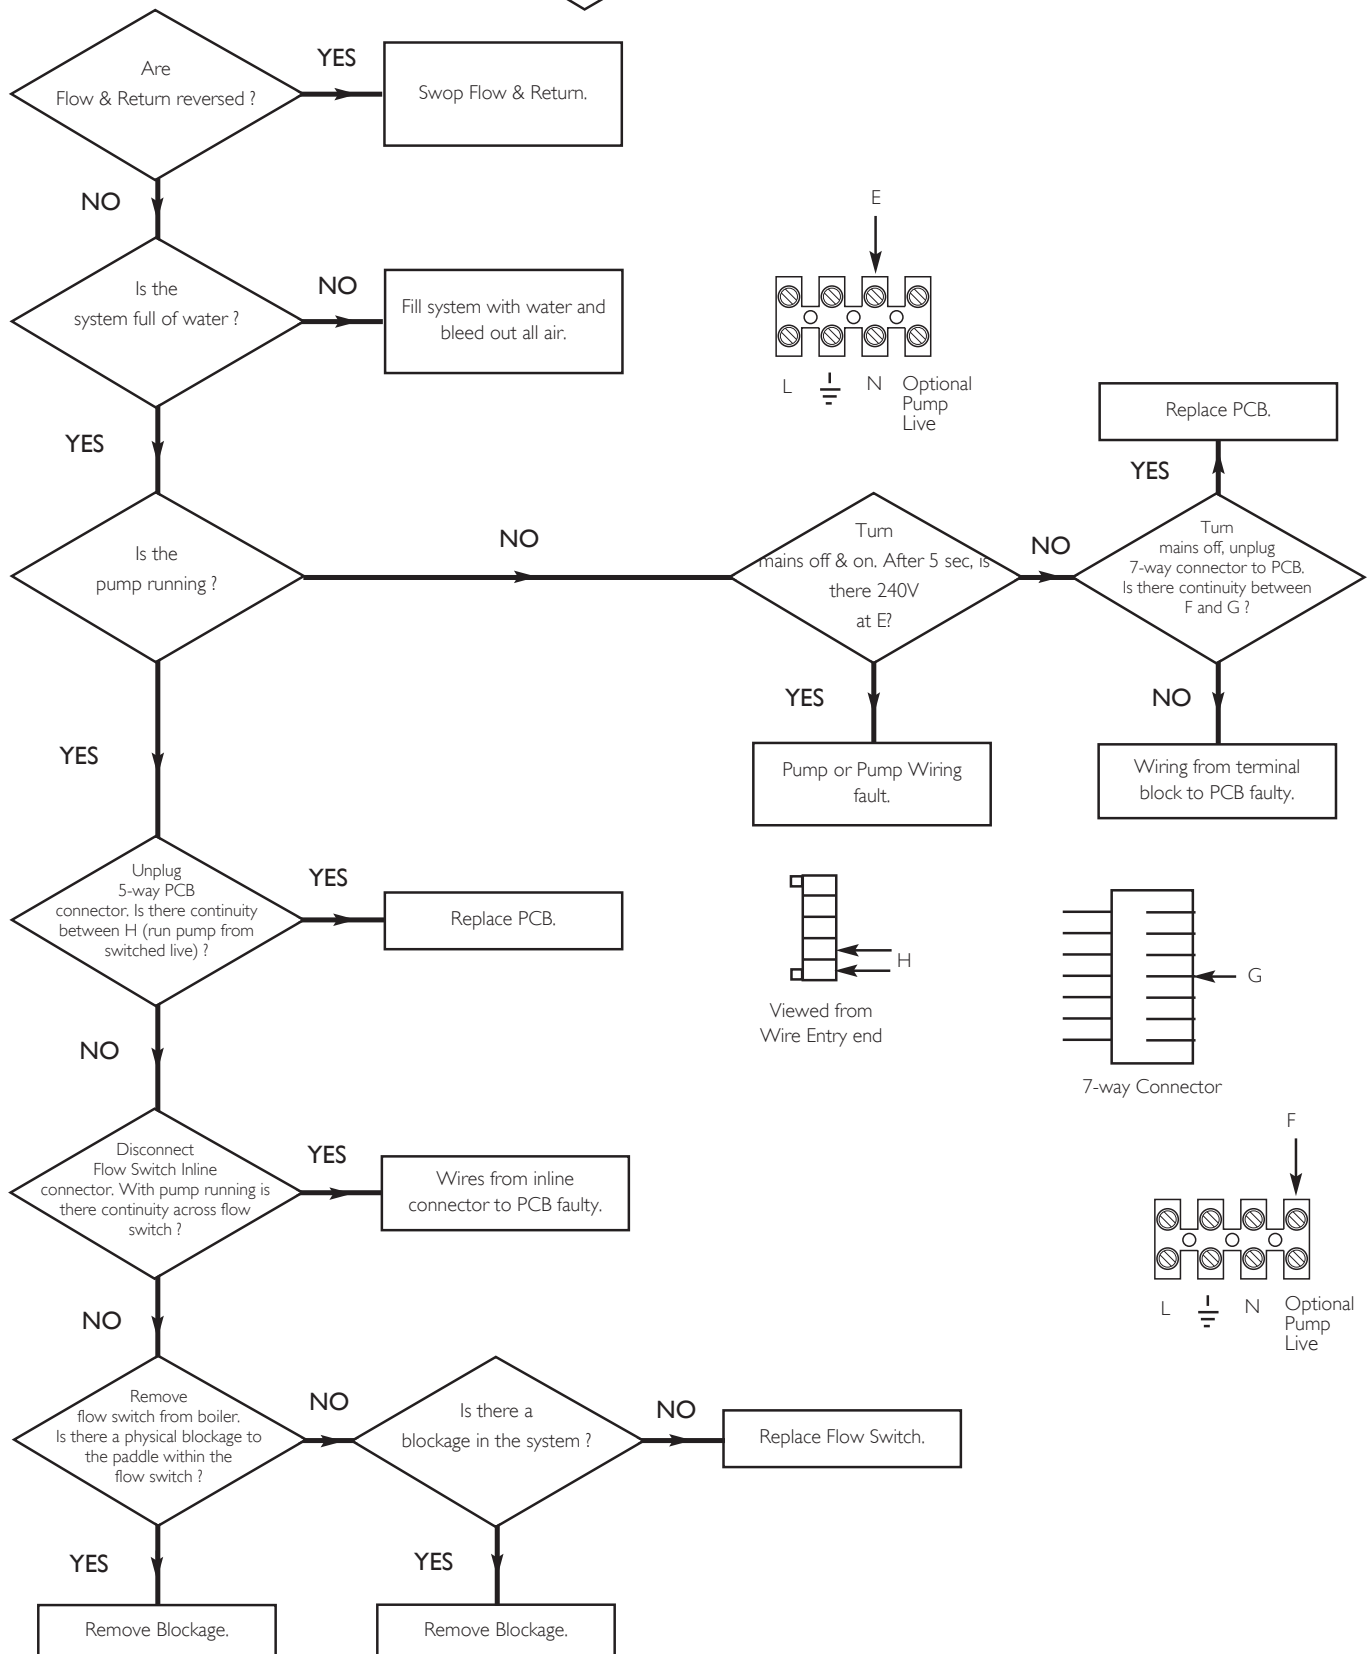 Are
Flow & Return reversed ?
YES
Swop Flow & Return.
NO
Is the
system full of water ?
NO
Fill system with water and
bleed out all air.
E
L
N
Optional
Pump
Live
YES
Is the
pump running ?
NO
Turn
mains off & on. After 5 sec, is
there 240V
at E?
NO
Turn
mains off, unplug
7-way connector to PCB.
Is there continuity between
F and G ?
YES
Replace PCB.
YES
Pump or Pump Wiring
fault.
NO
Wiring from terminal
block to PCB faulty.
YES
Unplug
5-way PCB
connector. Is there continuity
between H (run pump from
switched live) ?
YES
Replace PCB.
H
Viewed from
Wire Entry end
G
7-way Connector
NO
Disconnect
Flow Switch Inline
connector. With pump running is
there continuity across flow
switch ?
YES
Wires from inline
connector to PCB faulty.
F
L
N
Optional
Pump
Live
NO
Remove
flow switch from boiler.
Is there a physical blockage to
the paddle within the
flow switch ?
NO
Is there a
blockage in the system ?
NO
Replace Flow Switch.
YES
Remove Blockage.
YES
Remove Blockage.